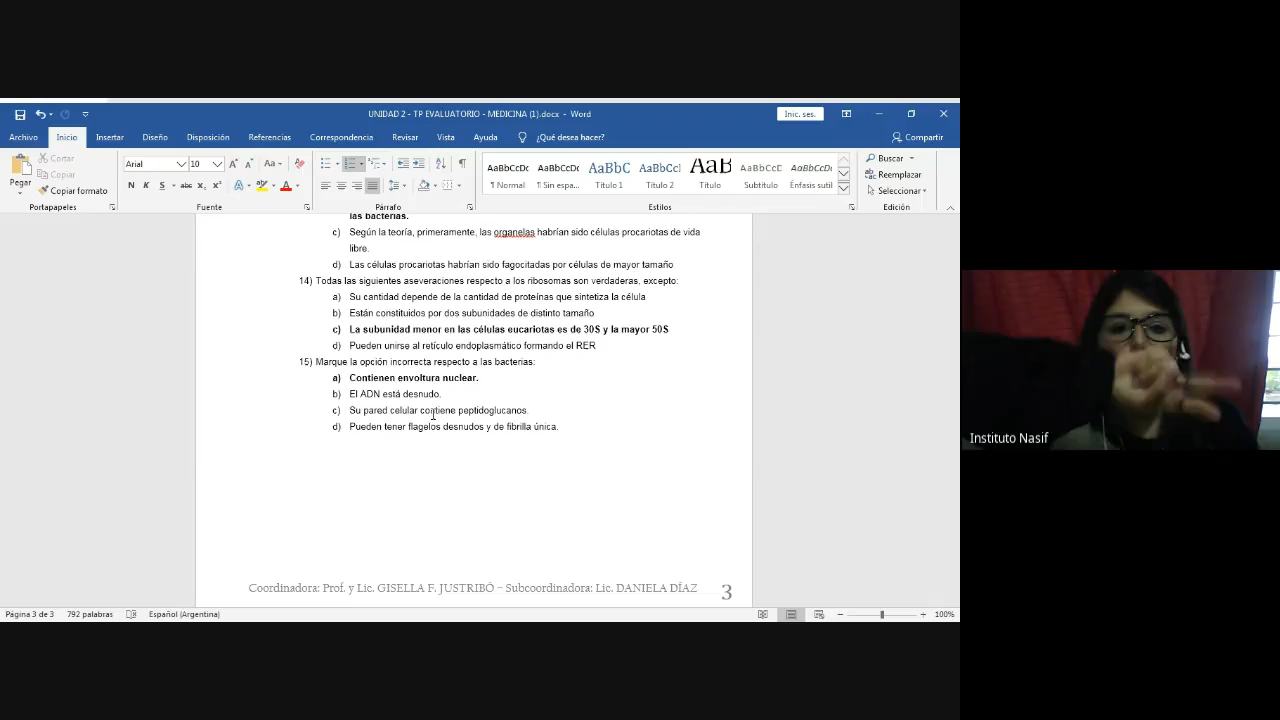 UNIDAD 2 - TP EVALUATORIO - MEDICINA (1).docx - Word
Inic. ses.
Archivo Inicio Insertar Diseño Disposición Referencias Correspondencia Revisar Vista Ayuda ¿Qué desea hacer? Compartir
Pegar
Cortar
Copiar
Copiar formato
Portapapeles
Arial 10
N K S abc x₂ x²
Fuente
Párrafo
AaBbCcDc AaBbCcDc AaBbC AaBbCcI AaB AaBbCcD AaBbCcDc
¶ Normal ¶ Sin espa... Título 1 Título 2 Título Subtítulo Énfasis sutil
Estilos
Buscar
Reemplazar
Seleccionar
Edición
las bacterias.
c) Según la teoría, primeramente, las organelas habrían sido células procariotas de vida
libre.
d) Las células procariotas habrían sido fagocitadas por células de mayor tamaño
14) Todas las siguientes aseveraciones respecto a los ribosomas son verdaderas, excepto:
a) Su cantidad depende de la cantidad de proteínas que sintetiza la célula
b) Están constituidos por dos subunidades de distinto tamaño
c) La subunidad menor en las células eucariotas es de 30S y la mayor 50S
d) Pueden unirse al retículo endoplasmático formando el RER
15) Marque la opción incorrecta respecto a las bacterias:
a) Contienen envoltura nuclear.
b) El ADN está desnudo.
c) Su pared celular contiene peptidoglucanos.
d) Pueden tener flagelos desnudos y de fibrilla única.
Coordinadora: Prof. y Lic. GISELLA F. JUSTRIBÓ – Subcoordinadora: Lic. DANIELA DÍAZ 3
Página 3 de 3 792 palabras Español (Argentina) 100%
Instituto Nasif